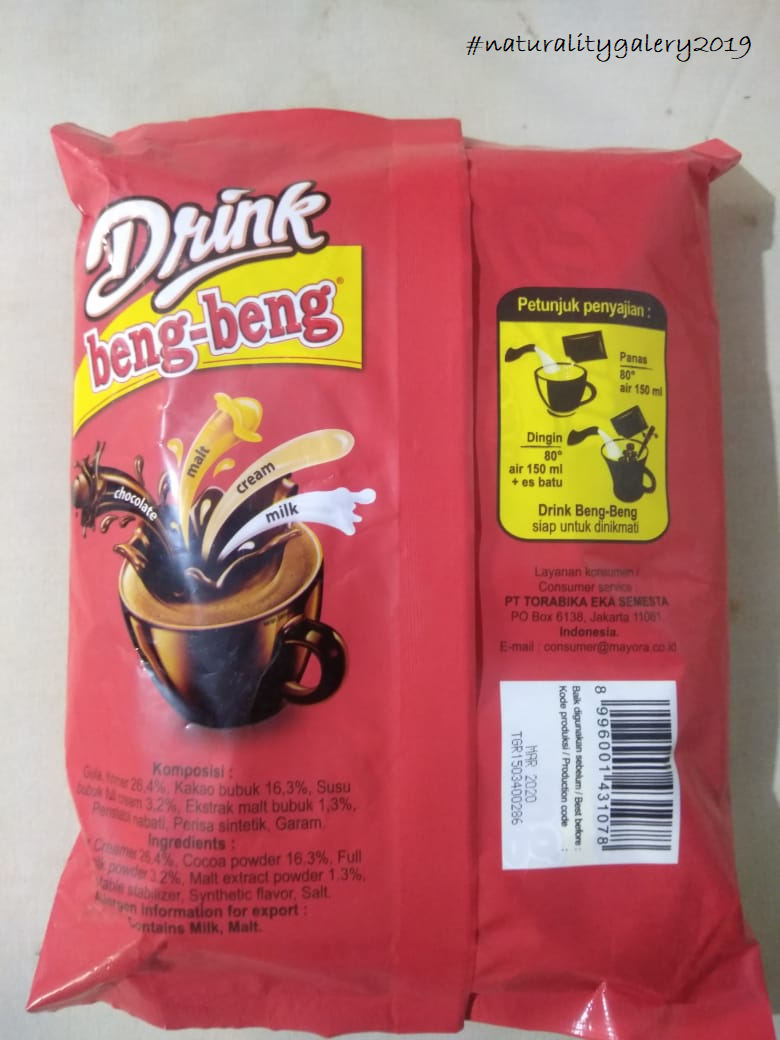 #naturalitygalery2019
Drink
beng-beng®
chocolate
malt
cream
milk
Komposisi :
Gula, 26,4%, Kakao bubuk 16,3%, Susu
bubuk full cream 3.2%, Ekstrak malt bubuk 1,3%,
nabati, Perisa sintetik, Garam.
Ingredients :
Creamer 26.4%, Cocoa powder 16.3%, Full
powder 3.2%, Malt extract powder 1.3%,
stabilizer, Synthetic flavor, Salt.
information for export :
Contains Milk, Malt.
Petunjuk penyajian :
Panas
80°
air 150 ml
Dingin
80°
air 150 ml
+ es batu
Drink Beng-Beng
siap untuk dinikmati
Layanan konsumen /
Consumer service :
PT TORABIKA EKA SEMESTA
PO Box 6138, Jakarta 11061
Indonesia.
E-mail : consumer@mayora.co.id
8 996001 431078
Baik digunakan sebelum / Best before :
Kode produksi / Production code :
MAR 2020
TGR1503400286